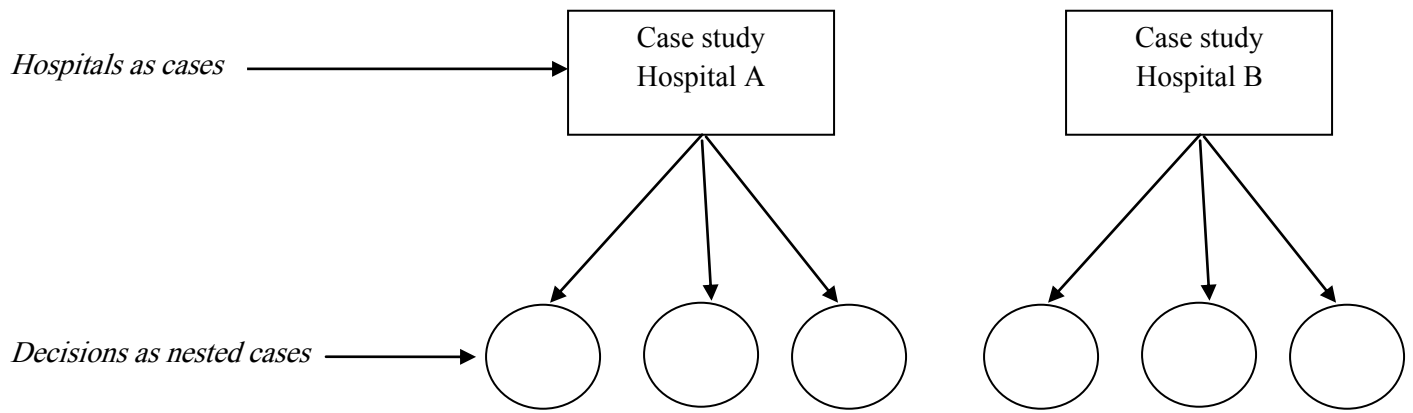 Hospitals as cases
Case study
Hospital A
Case study
Hospital B
Decisions as nested cases